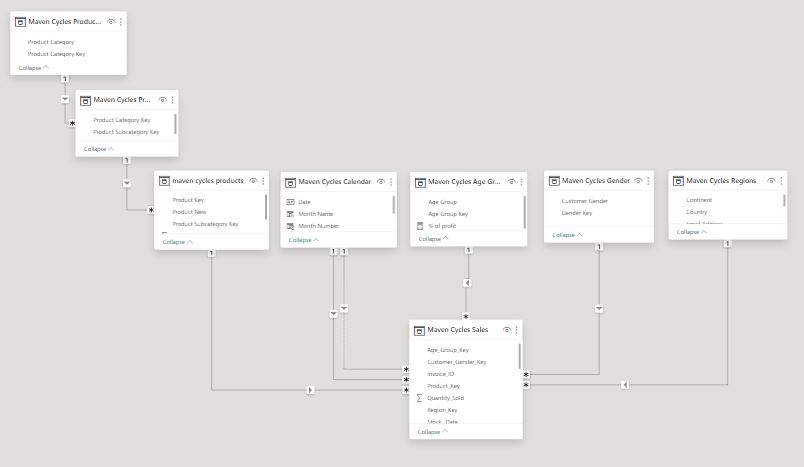 Maven Cycles Produc...
Product Category
Product Category Key
Collapse
1
Maven Cycles Pr...
*
Product Category Key
Product Subcategory Key
Collapse
1
maven cycles products
Product Key
*
Product New
Product Subcategory Key
Collapse
1
Maven Cycles Calendar
Date
Month Name
Month Number
Collapse
1 1
Maven Cycles Age Gr...
Age Group
Age Group Key
% of profit
Collapse
1
Maven Cycles Gender
Customer Gender
Gender Key
Collapse
1
Maven Cycles Regions
Continent
Country
Collapse
1
*
Maven Cycles Sales
Age_Group_Key
Customer_Gender_Key
* Invoice_ID *
* Product_Key *
* Σ Quantity_Sold
Region_Key
Stock_Date
Collapse